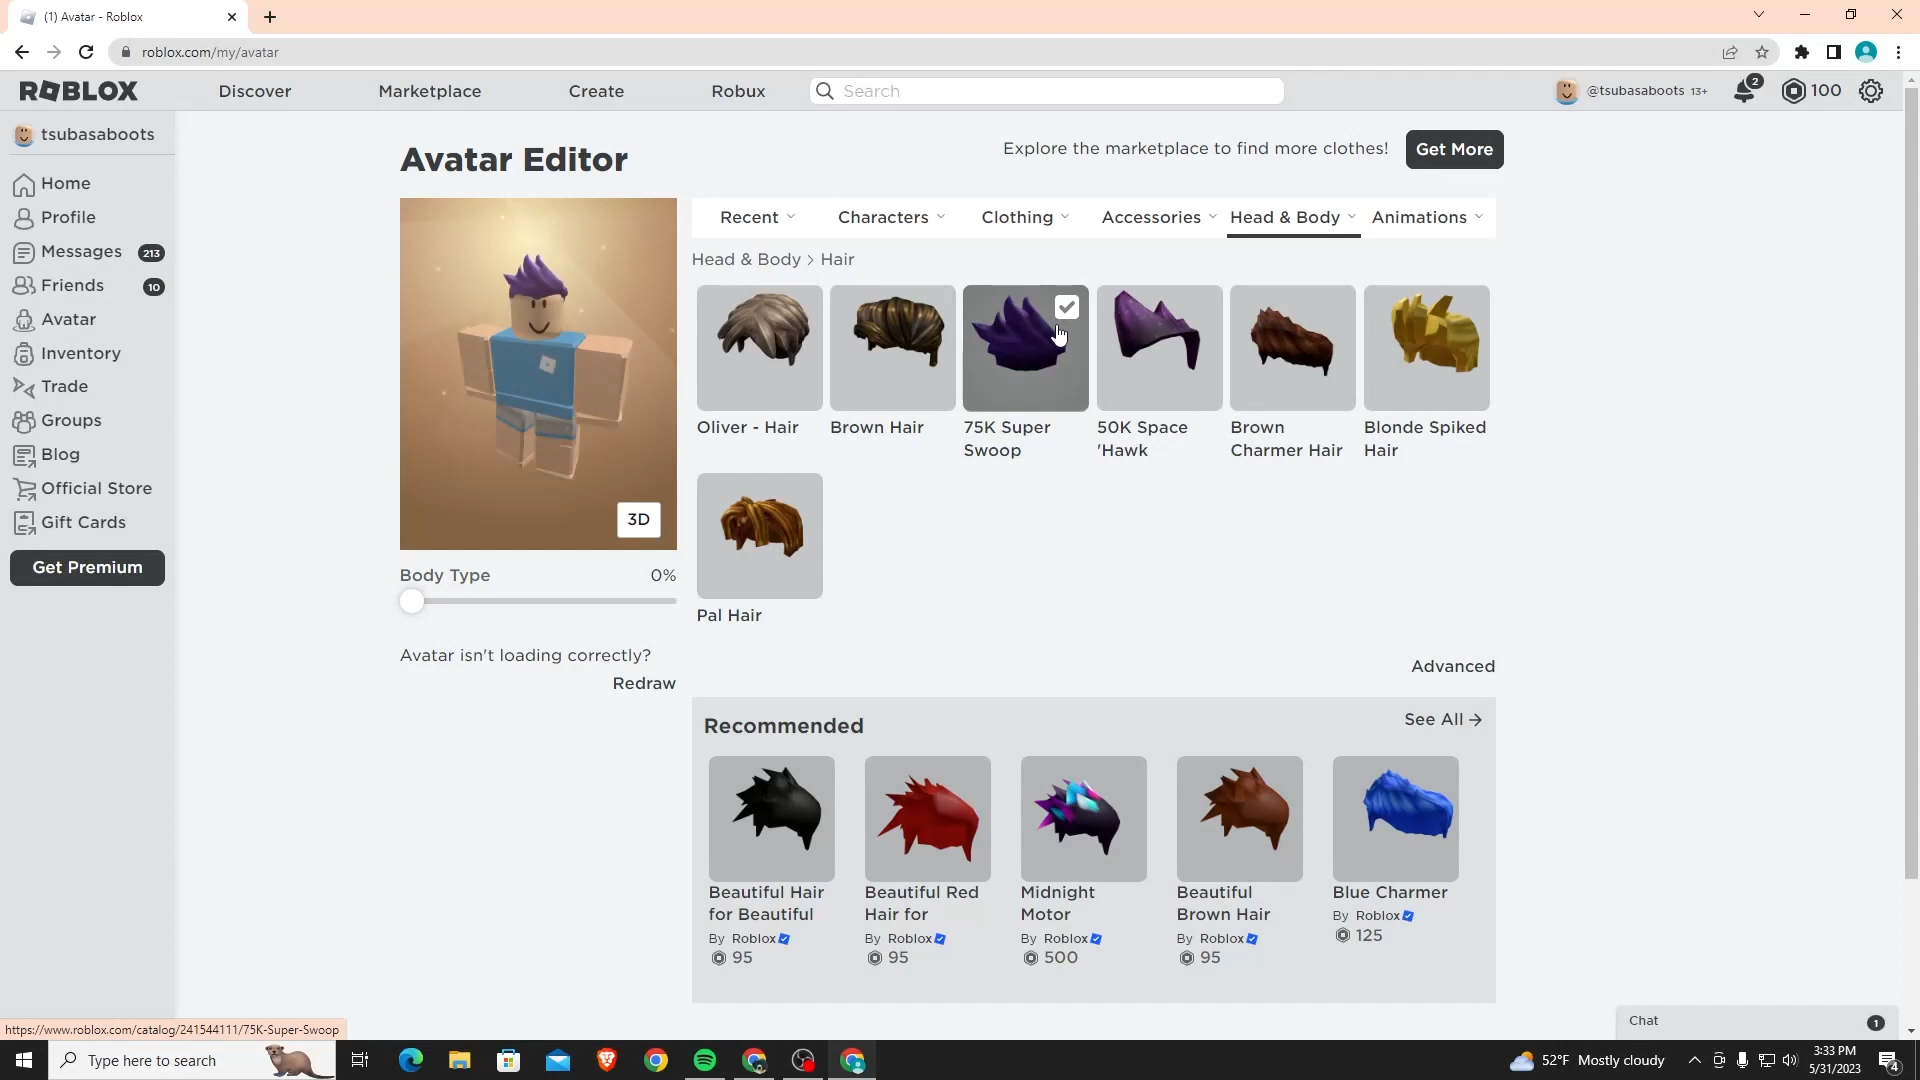 (1) Avatar - Roblox
roblox.com/my/avatar
ROBLOX
Discover
Marketplace
Create
Robux
Search
@tsubasaboots 13+
2
100
tsubasaboots
Home
Profile
Messages 213
Friends 10
Avatar
Inventory
Trade
Groups
Blog
Official Store
Gift Cards
Get Premium
Avatar Editor
Explore the marketplace to find more clothes!
Get More
3D
Body Type 0%
Avatar isn't loading correctly?
Redraw
Recent
Characters
Clothing
Accessories
Head & Body
Animations
Head & Body > Hair
Oliver - Hair
Brown Hair
75K Super
Swoop
50K Space
'Hawk
Brown
Charmer Hair
Blonde Spiked
Hair
Pal Hair
Advanced
Recommended
See All →
Beautiful Hair
for Beautiful
By Roblox
95
Beautiful Red
Hair for
By Roblox
95
Midnight
Motor
By Roblox
500
Beautiful
Brown Hair
By Roblox
95
Blue Charmer
By Roblox
125
Chat
1
https://www.roblox.com/catalog/241544111/75K-Super-Swoop
Type here to search
52°F Mostly cloudy
3:33 PM
5/31/2023
4